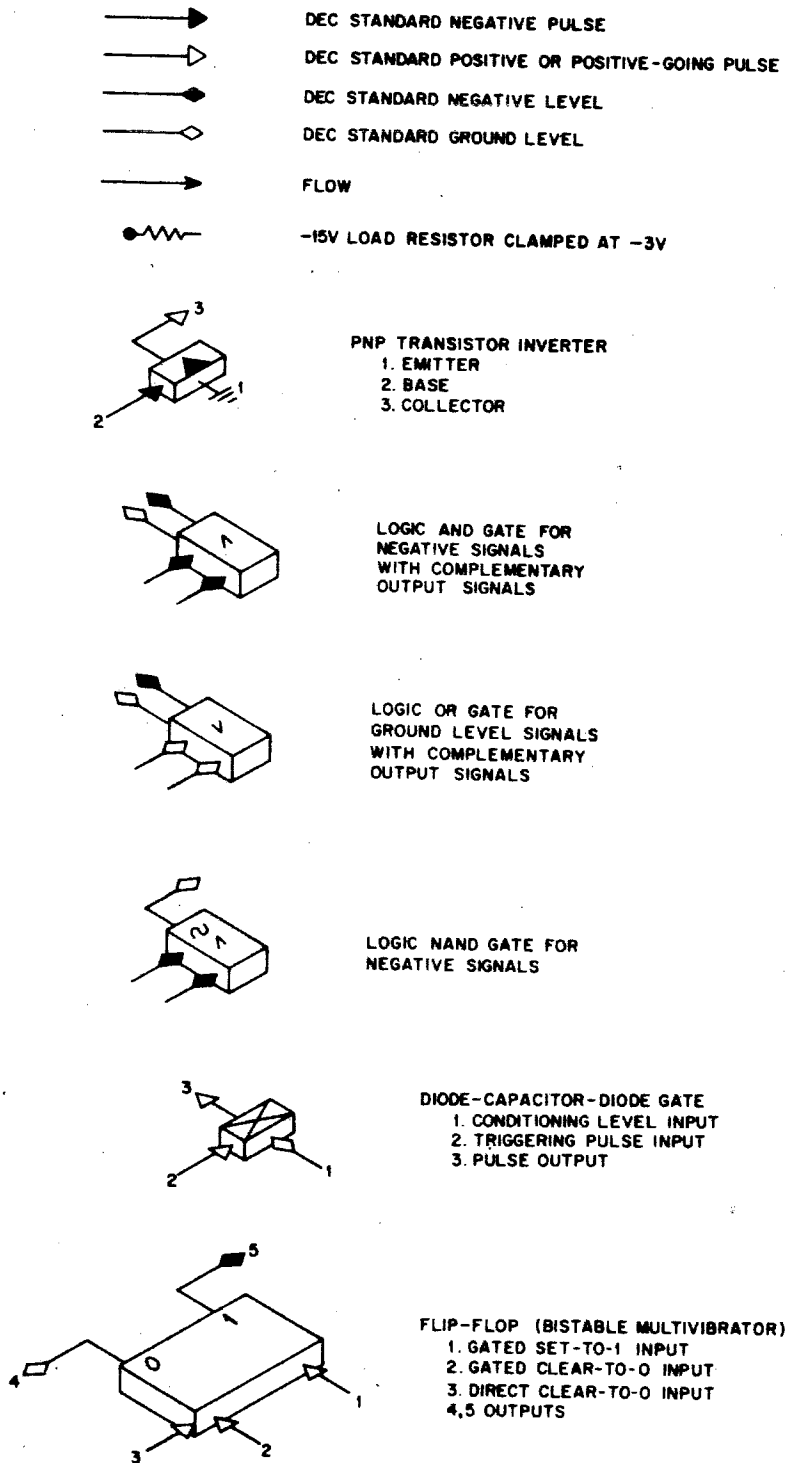 DEC STANDARD NEGATIVE PULSE
DEC STANDARD POSITIVE OR POSITIVE-GOING PULSE
DEC STANDARD NEGATIVE LEVEL
DEC STANDARD GROUND LEVEL
FLOW
-15V LOAD RESISTOR CLAMPED AT -3V
3
1
2
PNP TRANSISTOR INVERTER
1. EMITTER
2. BASE
3. COLLECTOR
LOGIC AND GATE FOR
NEGATIVE SIGNALS
WITH COMPLEMENTARY
OUTPUT SIGNALS
LOGIC OR GATE FOR
GROUND LEVEL SIGNALS
WITH COMPLEMENTARY
OUTPUT SIGNALS
LOGIC NAND GATE FOR
NEGATIVE SIGNALS
3
2
1
DIODE-CAPACITOR-DIODE GATE
1. CONDITIONING LEVEL INPUT
2. TRIGGERING PULSE INPUT
3. PULSE OUTPUT
5
1
0
4
1
2
3
FLIP-FLOP (BISTABLE MULTIVIBRATOR)
1. GATED SET-TO-1 INPUT
2. GATED CLEAR-TO-0 INPUT
3. DIRECT CLEAR-TO-0 INPUT
4,5 OUTPUTS